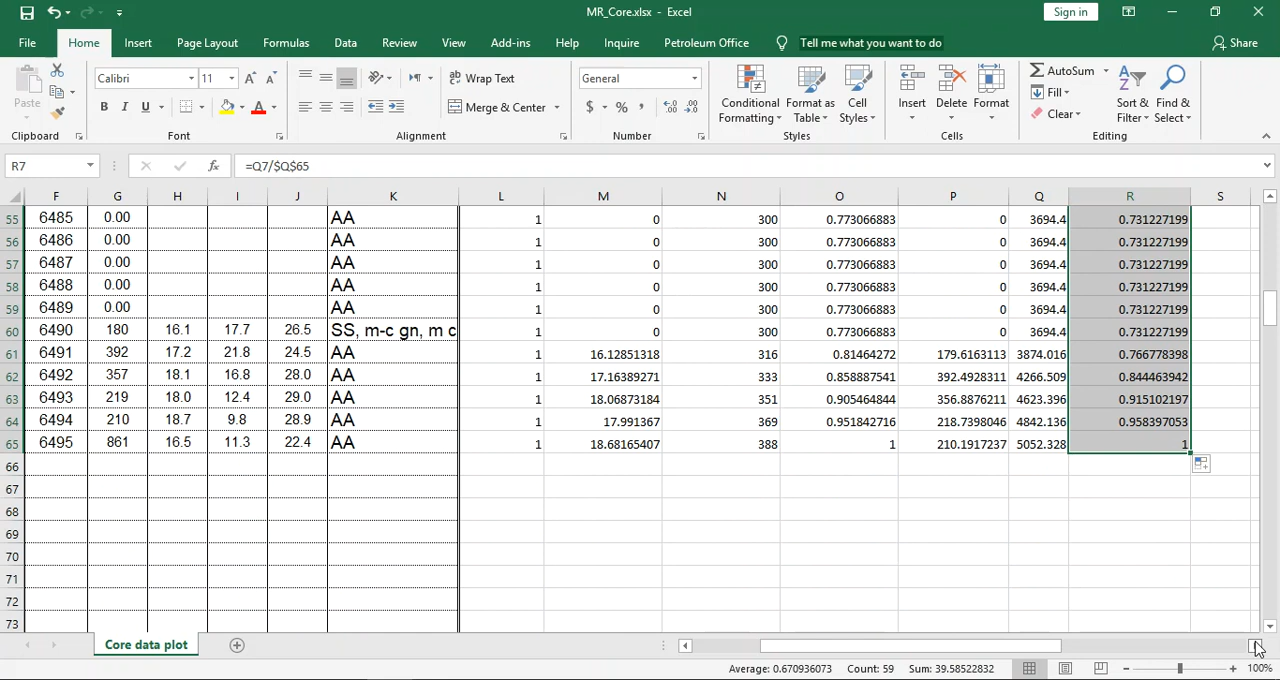 MR_Core.xlsx - Excel
Sign in
File Home Insert Page Layout Formulas Data Review View Add-ins Help Inquire Petroleum Office Tell me what you want to do Share
Paste
Calibri 11
B I U
Wrap Text
Merge & Center
General
$ % ,
Conditional Formatting
Format as Table
Cell Styles
Insert Delete Format
AutoSum
Fill
Clear
Sort & Filter
Find & Select
Clipboard Font Alignment Number Styles Cells Editing
R7 fx =Q7/$Q$65
F G H I J K L M N O P Q R S
55 6485 0.00 AA 1 0 300 0.773066883 0 3694.4 0.731227199
56 6486 0.00 AA 1 0 300 0.773066883 0 3694.4 0.731227199
57 6487 0.00 AA 1 0 300 0.773066883 0 3694.4 0.731227199
58 6488 0.00 AA 1 0 300 0.773066883 0 3694.4 0.731227199
59 6489 0.00 AA 1 0 300 0.773066883 0 3694.4 0.731227199
60 6490 180 16.1 17.7 26.5 SS, m-c gn, m c 1 0 300 0.773066883 0 3694.4 0.731227199
61 6491 392 17.2 21.8 24.5 AA 1 16.12851318 316 0.81464272 179.6163113 3874.016 0.766778398
62 6492 357 18.1 16.8 28.0 AA 1 17.16389271 333 0.858887541 392.4928311 4266.509 0.844463942
63 6493 219 18.0 12.4 29.0 AA 1 18.06873184 351 0.905464844 356.8876211 4623.396 0.915102197
64 6494 210 18.7 9.8 28.9 AA 1 17.991367 369 0.951842716 218.7398046 4842.136 0.958397053
65 6495 861 16.5 11.3 22.4 AA 1 18.68165407 388 1 210.1917237 5052.328 1
66
67
68
69
70
71
72
73
Core data plot
Average: 0.670936073 Count: 59 Sum: 39.58522832 100%